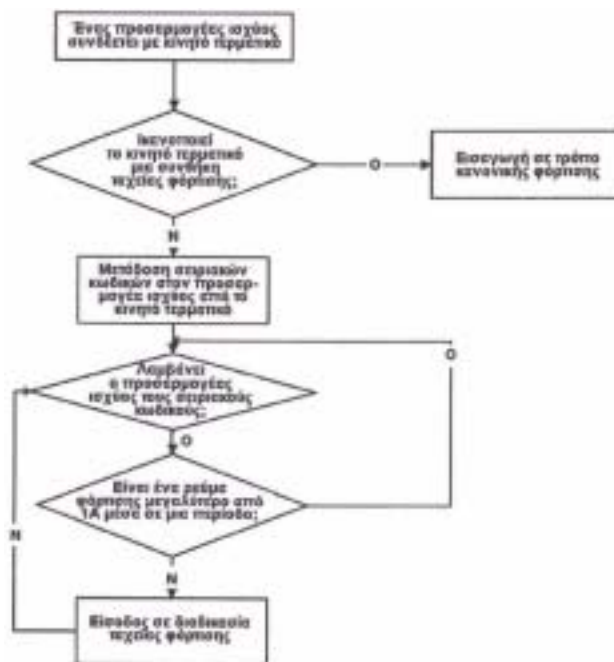 Ένας προσαρμογέας ισχύος
συνδέεται με κινητό τερματικό
Ικανοποιεί
το κινητό τερματικό
μια συνθήκη
ταχείας φόρτισης;
Ο
Εισαγωγή σε τρόπο
κανονικής φόρτισης
Ν
Μετάδοση σειριακών
κωδικών στον προσαρ-
μογέα ισχύος από το
κινητό τερματικό
Ο
Λαμβάνει
ο προσαρμογέας
ισχύος τους σειριακούς
κωδικούς;
Ο
Είναι ένα ρεύμα
φόρτισης μεγαλύτερο από
1Α μέσα σε μια περίοδο;
Ν
Ν
Είσοδος σε διαδικασία
ταχείας φόρτισης